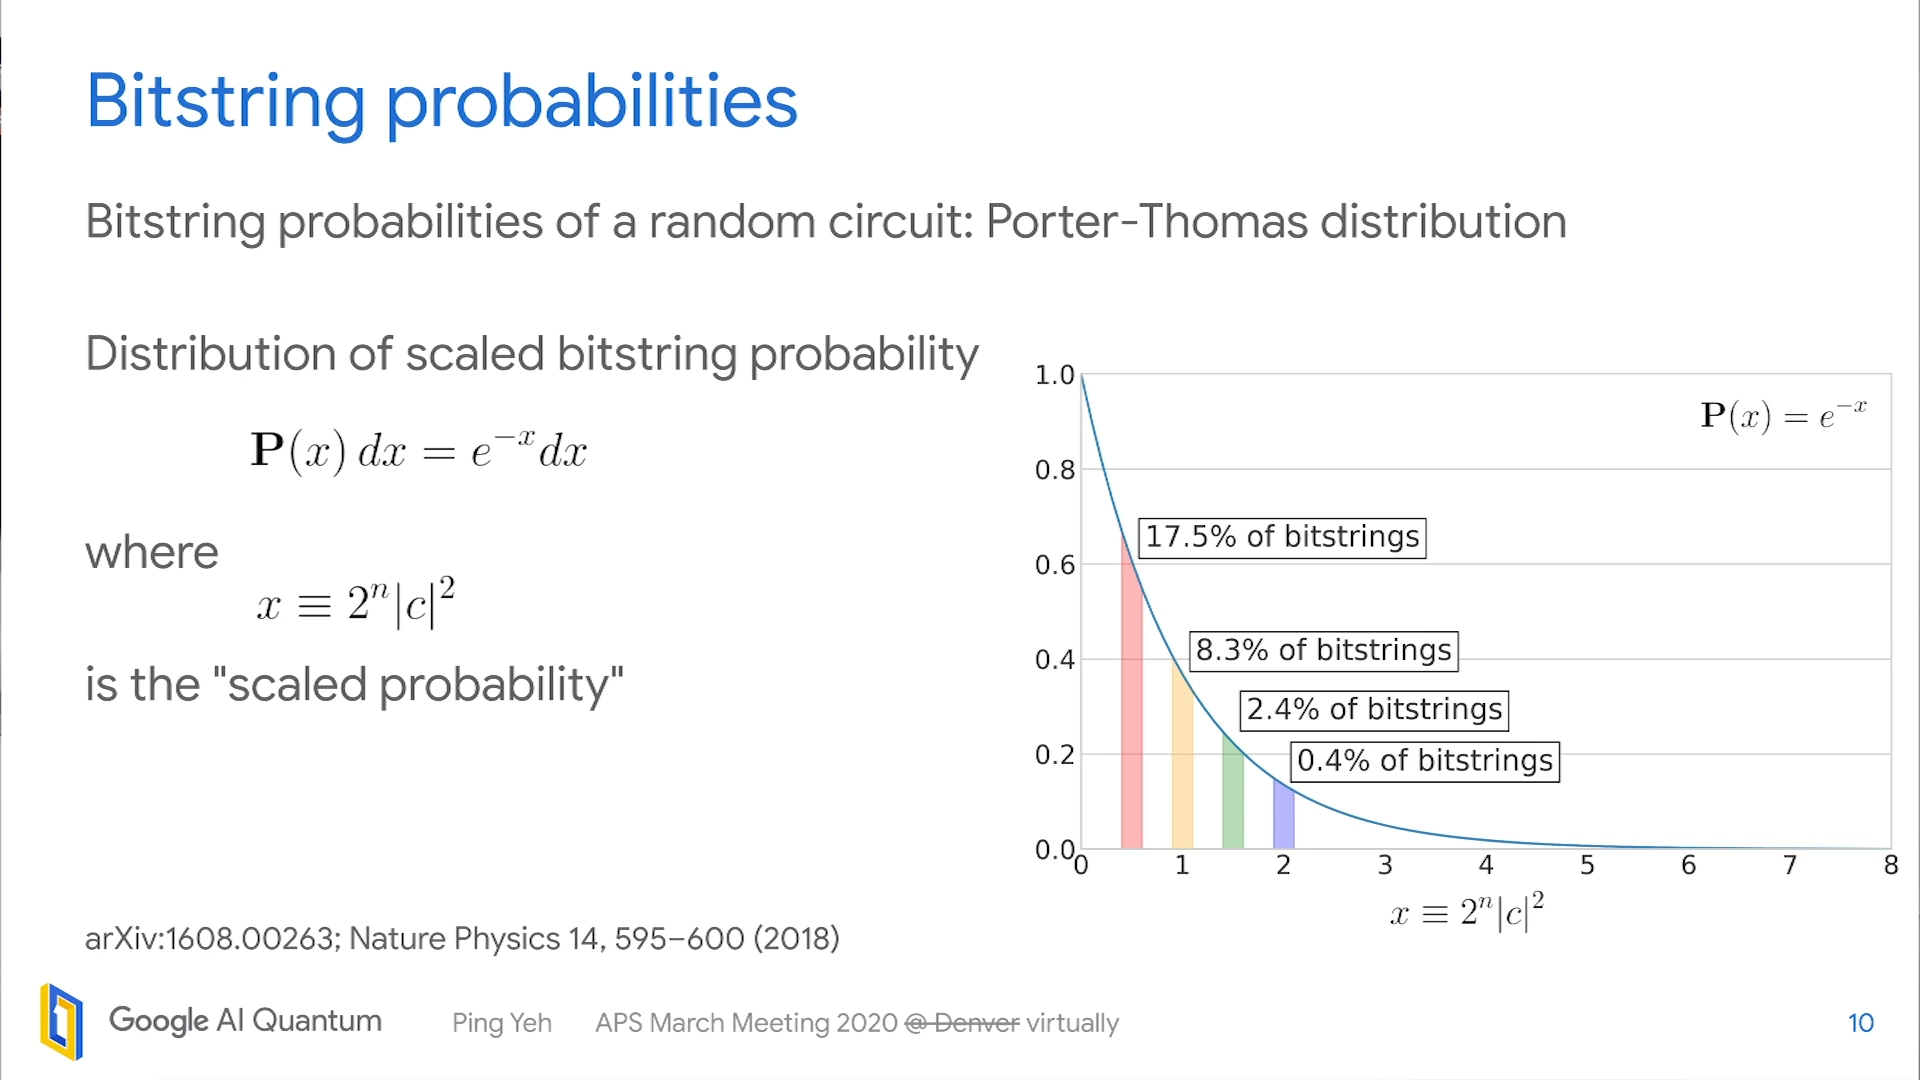 Bitstring probabilities
Bitstring probabilities of a random circuit: Porter-Thomas distribution
Distribution of scaled bitstring probability
P(x) dx = e^{-x} dx
where
x ≡ 2^n|c|^2
is the "scaled probability"
1.0
0.8
0.6
0.4
0.2
0.0
P(x) = e^{-x}
17.5% of bitstrings
8.3% of bitstrings
2.4% of bitstrings
0.4% of bitstrings
0 1 2 3 4 5 6 7 8
x ≡ 2^n|c|^2
arXiv:1608.00263; Nature Physics 14, 595–600 (2018)
Google AI Quantum Ping Yeh APS March Meeting 2020 @ Denver virtually 10